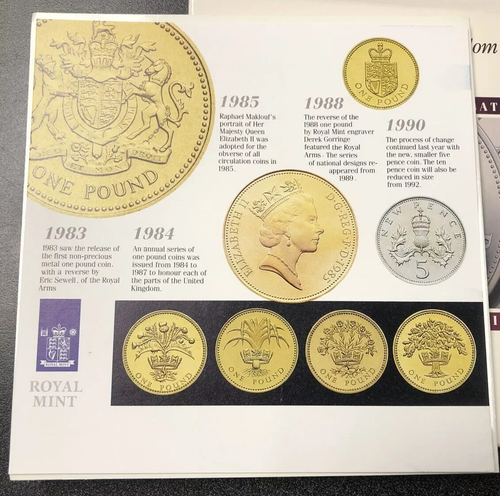 ONE POUND
1983
1983 saw the release of
the first non-precious
metal one pound coin,
with a reverse by
Eric Sewell, of the Royal
Arms
1984
An annual series of
one pound coins was
issued from 1984 to
1987 to honour each of
the parts of the United
Kingdom.
1985
Raphael Maklouf's
portrait of Her
Majesty Queen
Elizabeth II was
adopted for the
obverse of all
circulation coins in
1985.
1988
The reverse of the
1988 one pound
by Royal Mint engraver
Derek Gorringe
featured the Royal
Arms. The series
of national designs re-
appeared from
1989.
ONE POUND
1990
The process of change
continued last year with
the new, smaller five
pence coin. The ten
pence coin will also be
reduced in size
from 1992.
ELIZABETH II D·G·REG·F·D·1985
NEW PENCE
5
ROYAL MINT
ROYAL
MINT
ONE POUND
ONE POUND
ONE POUND
ONE POUND
om
AT